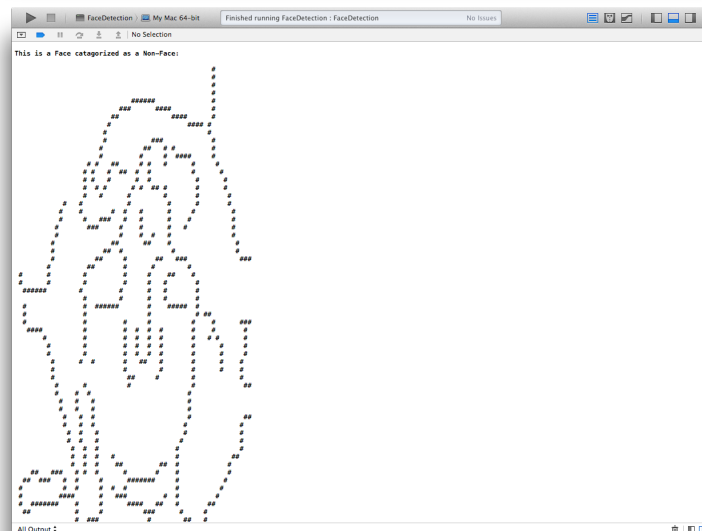 FaceDetection My Mac 64-bit
Finished running FaceDetection : FaceDetection
No Issues
No Selection
This is a Face catagorized as a Non-Face:
All Output